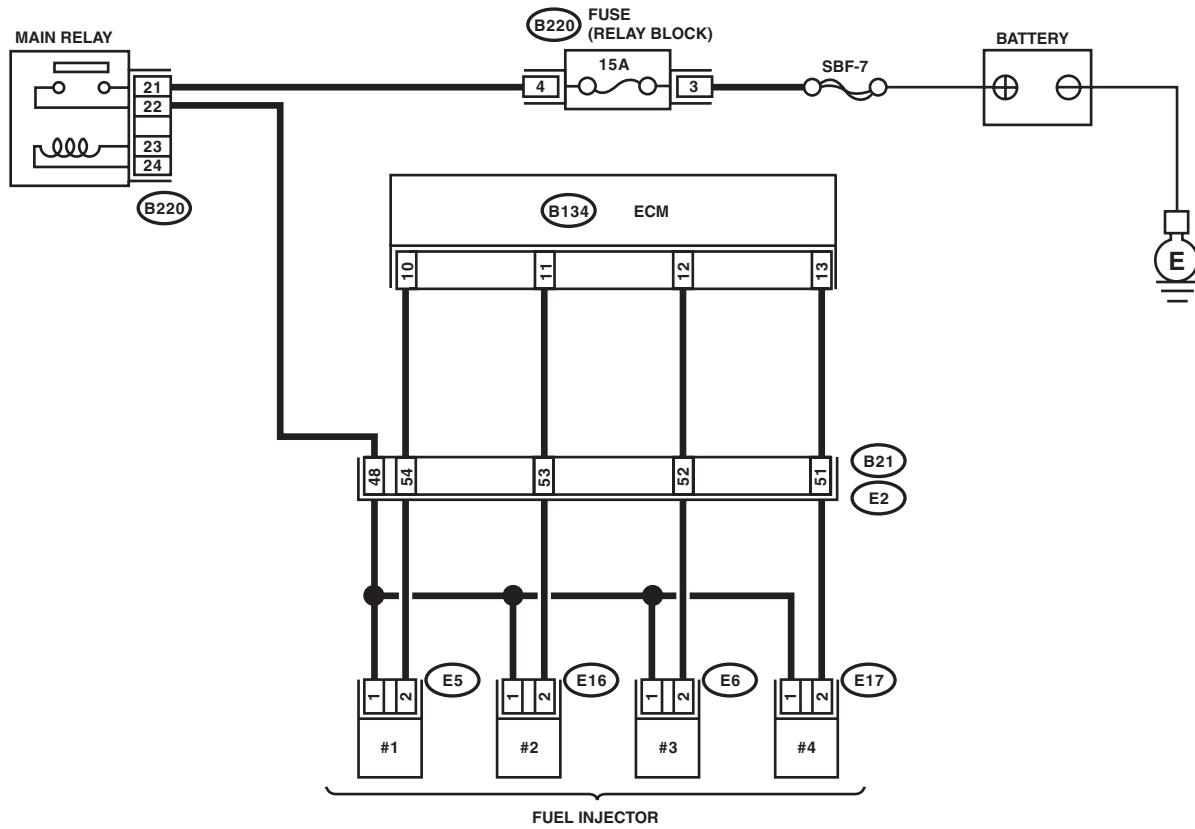 B220
FUSE
(RELAY BLOCK)
MAIN RELAY
BATTERY
15A
SBF-7
21
22
23
24
4
3
B220
B134
ECM
E
10
11
12
13
48
54
53
52
51
B21
E2
1
2
E5
1
2
E16
1
2
E6
1
2
E17
#1
#2
#3
#4
FUEL INJECTOR